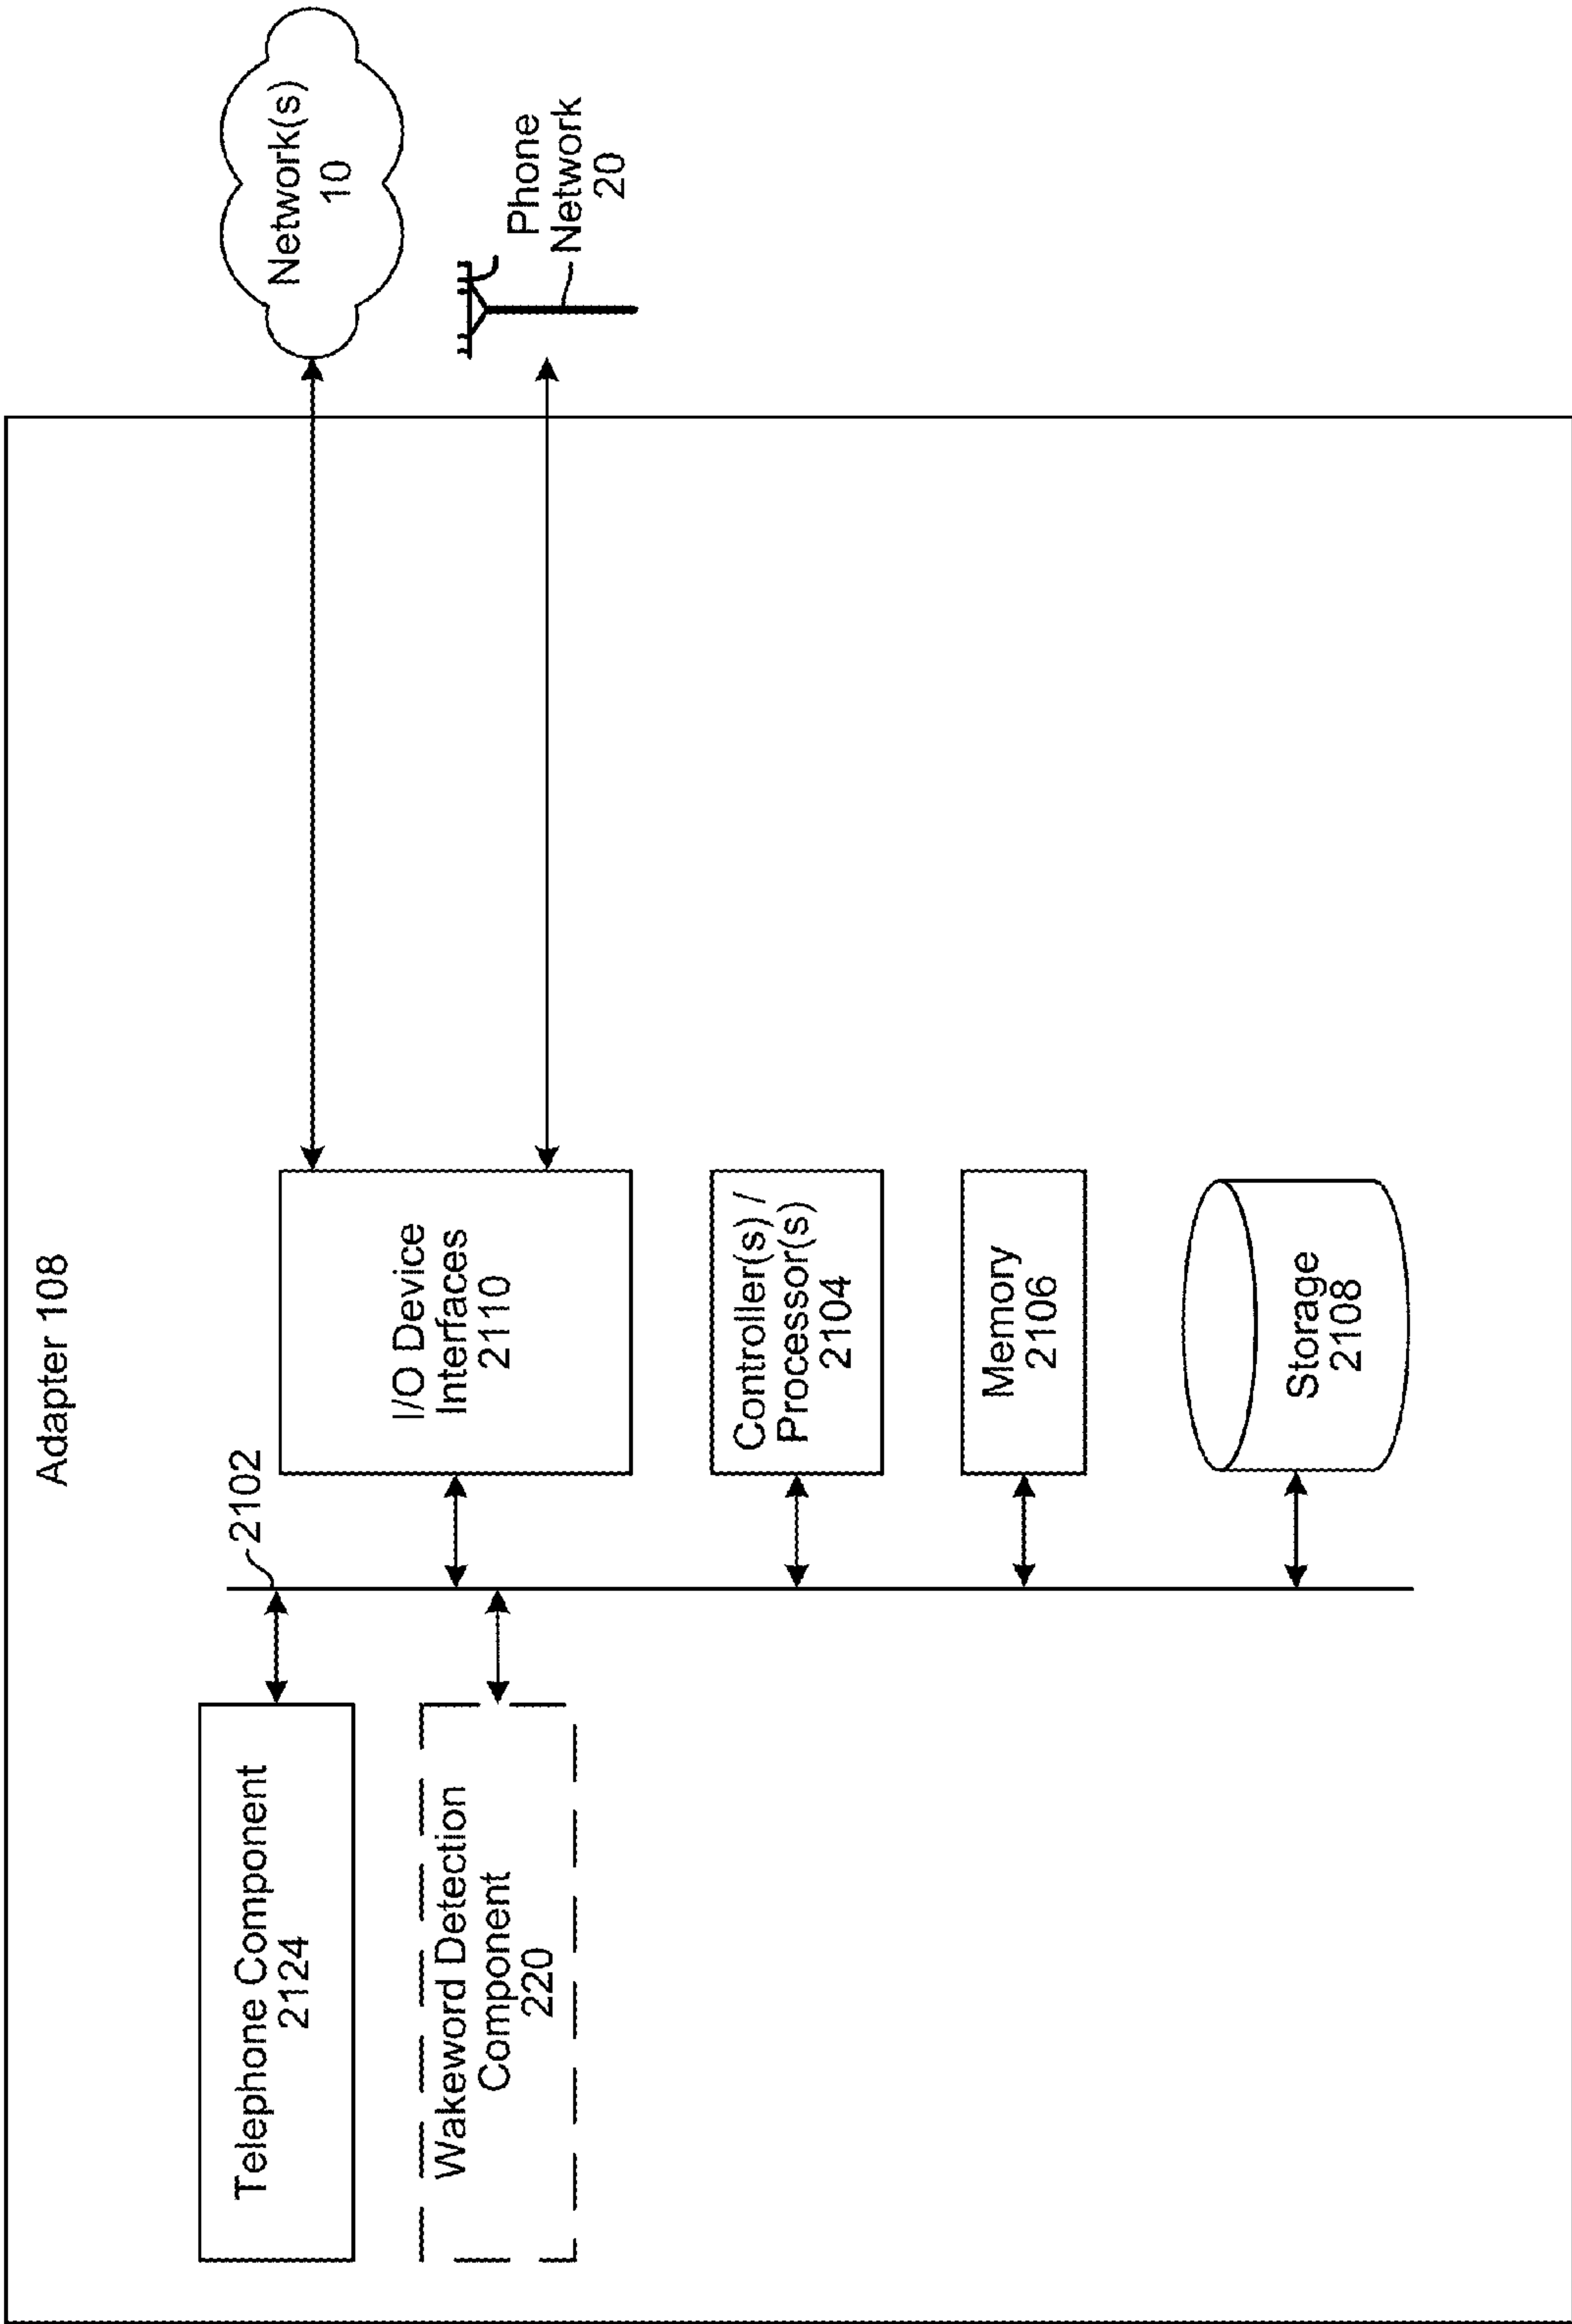 Adapter 108
Telephone Component
2124
Wakeword Detection
Component
220
2102
I/O Device
Interfaces
2110
Controller(s) /
Processor(s)
2104
Memory
2106
Storage
2108
Network(s)
10
Phone
Network
20